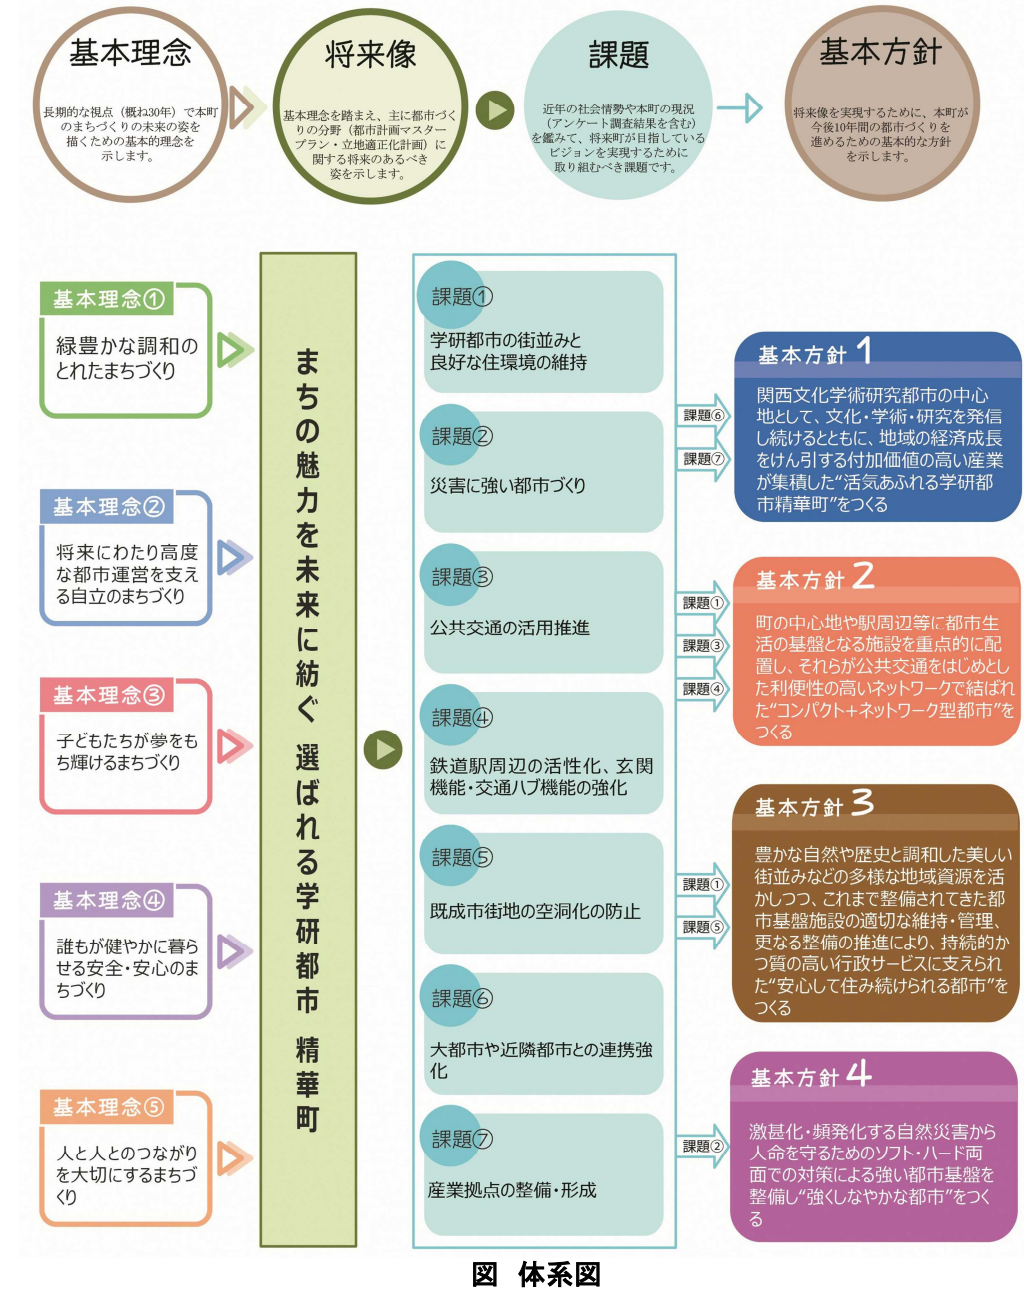 基本理念
長期的な視点（概ね30年）で本町
のまちづくりの未来の姿を
描くための基本的理念を
示します。
将来像
基本理念を踏まえ、主に都市づく
りの分野（都市計画マスター
プラン・立地適正化計画）に
関する将来のあるべき
姿を示します。
課題
近年の社会情勢や本町の現況
（アンケート調査結果を含む）
を鑑みて、将来町が目指している
ビジョンを実現するために
取り組むべき課題です。
基本方針
将来像を実現するために、本町が
今後10年間の都市づくりを
進めるための基本的な方針
を示します。
基本理念①
緑豊かな調和の
とれたまちづくり
基本理念②
将来にわたり高度
な都市運営を支え
る自立のまちづくり
基本理念③
子どもたちが夢をも
ち輝けるまちづくり
基本理念④
誰もが健やかに暮ら
せる安全・安心のま
ちづくり
基本理念⑤
人と人とのつながり
を大切にするまちづ
くり
まちの魅力を未来に紡ぐ 選ばれる学研都市 精華町
課題①
学研都市の街並みと
良好な住環境の維持
課題②
災害に強い都市づくり
課題③
公共交通の活用推進
課題④
鉄道駅周辺の活性化、玄関
機能・交通ハブ機能の強化
課題⑤
既成市街地の空洞化の防止
課題⑥
大都市や近隣都市との連携強
化
課題⑦
産業拠点の整備・形成
課題⑥
課題⑦
基本方針 1
関西文化学術研究都市の中心
地として、文化・学術・研究を発信
し続けるとともに、地域の経済成長
をけん引する付加価値の高い産業
が集積した“活気あふれる学研都
市精華町”をつくる
課題①
課題③
課題④
基本方針 2
町の中心地や駅周辺等に都市生
活の基盤となる施設を重点的に配
置し、それらが公共交通をはじめとし
た利便性の高いネットワークで結ばれ
た“コンパクト＋ネットワーク型都市”を
つくる
課題①
課題⑤
基本方針 3
豊かな自然や歴史と調和した美しい
街並みなどの多様な地域資源を活
かしつつ、これまで整備されてきた都
市基盤施設の適切な維持・管理、
更なる整備の推進により、持続的か
つ質の高い行政サービスに支えられ
た“安心して住み続けられる都市”を
つくる
課題②
基本方針 4
激甚化・頻発化する自然災害から
人命を守るためのソフト・ハード両
面での対策による強い都市基盤を
整備し“強くしなやかな都市”をつく
る
図 体系図